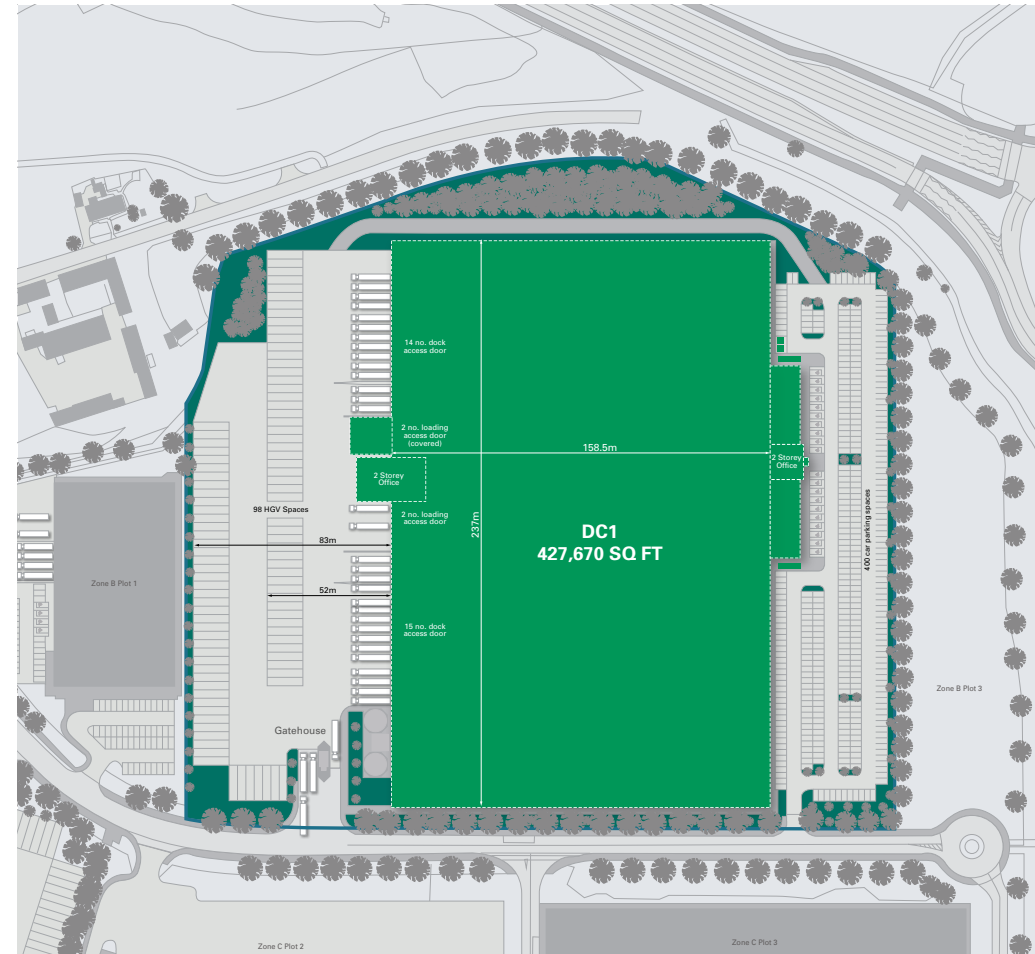 14 no. dock
access door
2 no. loading
access door
(covered)
158.5m
2 Storey
Office
2 Storey
Office
98 HGV Spaces
2 no. loading
access door
237m
DC1
427,670 SQ FT
400 car parking spaces
83m
Zone B Plot 1
52m
15 no. dock
access door
Zone B Plot 3
Gatehouse
Zone C Plot 2
Zone C Plot 3